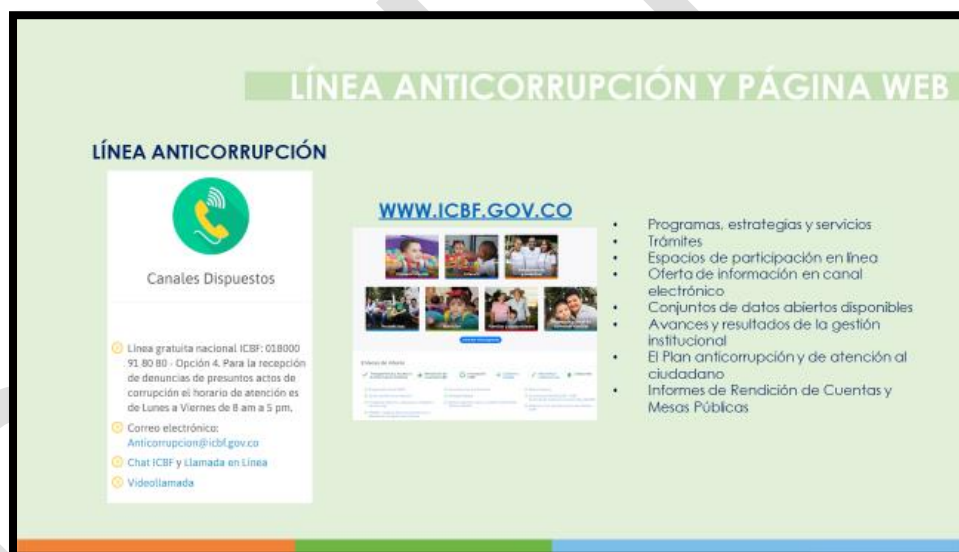 LÍNEA ANTICORRUPCIÓN Y PÁGINA WEB
LÍNEA ANTICORRUPCIÓN
Canales Dispuestos
Línea gratuita nacional ICBF: 018000
91 80 80 - Opción 4. Para la recepción
de denuncias de presuntos actos de
corrupción el horario de atención es
de Lunes a Viernes de 8 am a 5 pm.
Correo electrónico:
Anticorrupcion@icbf.gov.co
Chat ICBF y Llamada en Línea
Videollamada
WWW.ICBF.GOV.CO
• Programas, estrategias y servicios
• Trámites
• Espacios de participación en línea
• Oferta de información en canal
electrónico
• Conjuntos de datos abiertos disponibles
• Avances y resultados de la gestión
institucional
• El Plan anticorrupción y de atención al
ciudadano
• Informes de Rendición de Cuentas y
Mesas Públicas